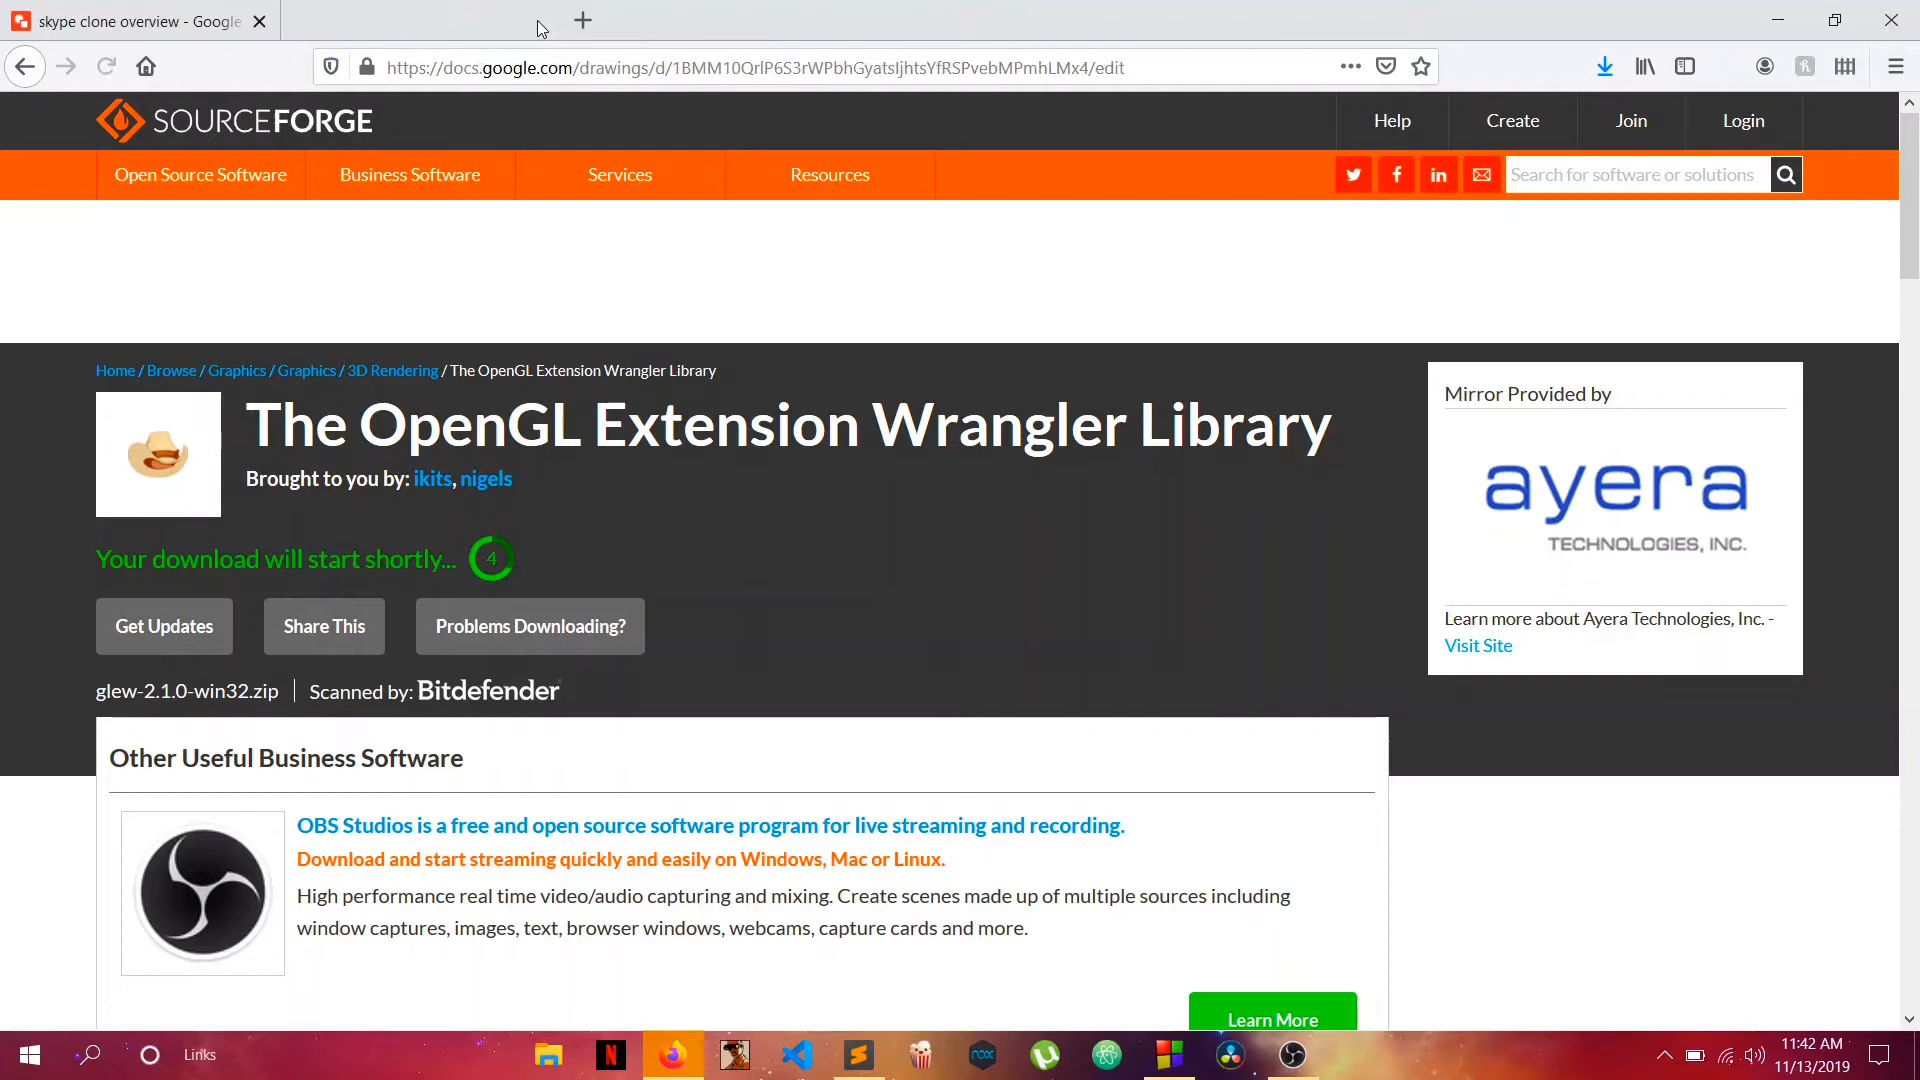 skype clone overview - Google
https://docs.google.com/drawings/d/1BMM10QrlP6S3rWPbhGyatsIjhtsYfRSPvebMPmhLMx4/edit
SOURCEFORGE
Help
Create
Join
Login
Open Source Software
Business Software
Services
Resources
Search for software or solutions
Home / Browse / Graphics / Graphics / 3D Rendering / The OpenGL Extension Wrangler Library
The OpenGL Extension Wrangler Library
Brought to you by: ikits, nigels
Your download will start shortly... 4
Get Updates
Share This
Problems Downloading?
glew-2.1.0-win32.zip
Scanned by: Bitdefender
Mirror Provided by
ayera
TECHNOLOGIES, INC.
Learn more about Ayera Technologies, Inc. -
Visit Site
Other Useful Business Software
OBS Studios is a free and open source software program for live streaming and recording.
Download and start streaming quickly and easily on Windows, Mac or Linux.
High performance real time video/audio capturing and mixing. Create scenes made up of multiple sources including
window captures, images, text, browser windows, webcams, capture cards and more.
Learn More
Links
nox
11:42 AM
11/13/2019